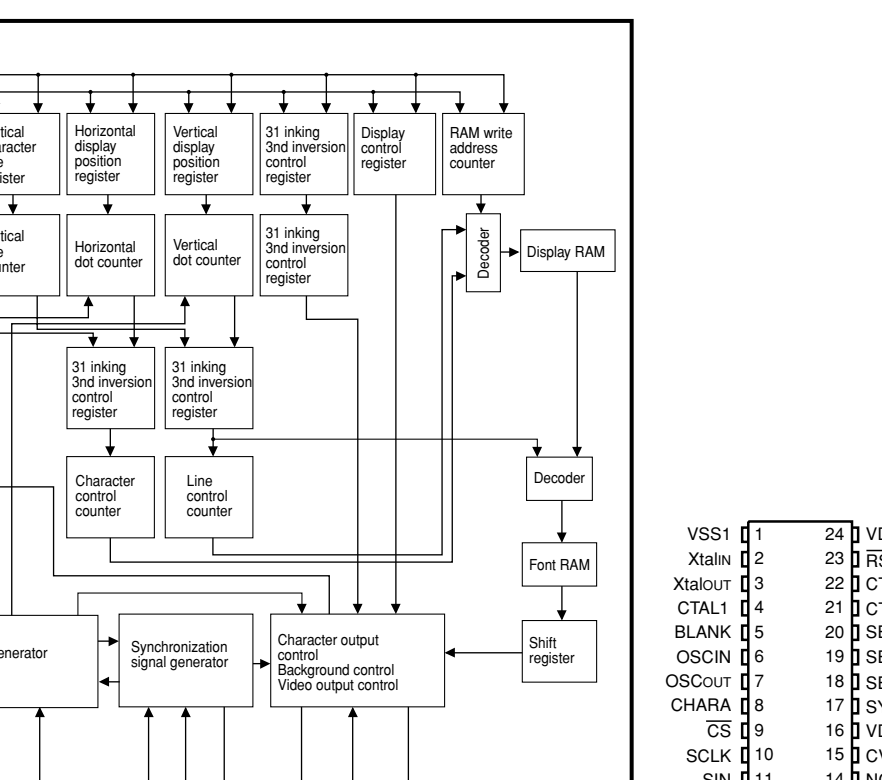 Horizontal
display
position
register
Vertical
display
position
register
31 inking
3nd inversion
control
register
Display
control
register
RAM write
address
counter
Horizontal
dot counter
Vertical
dot counter
31 inking
3nd inversion
control
register
Decoder
Display RAM
31 inking
3nd inversion
control
register
31 inking
3nd inversion
control
register
Character
control
counter
Line
control
counter
Decoder
Font RAM
Shift
register
Synchronization
signal generator
Character output
control
Background control
Video output control
VSS1 1 24
XtalIN 2 23
XtalOUT 3 22
CTAL1 4 21
BLANK 5 20
OSCIN 6 19
OSCOUT 7 18
CHARA 8 17
CS 9 16
SCLK 10 15
SIN 11 14